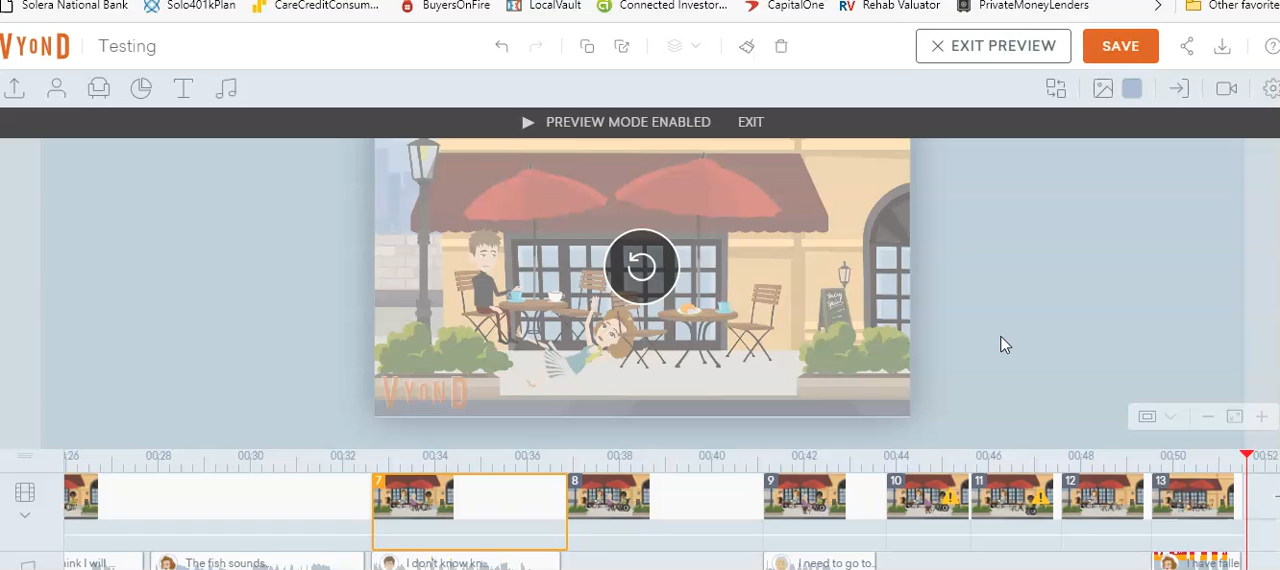 Solera National Bank Solo401kPlan CareCreditConsum... BuyersOnFire LocalVault Connected Investor... CapitalOne RV Rehab Valuator PrivateMoneyLenders Other favorite
VYOND Testing EXIT PREVIEW SAVE
PREVIEW MODE ENABLED EXIT
VYOND
:26 00:28 00:30 00:32 00:34 00:36 00:38 00:40 00:42 00:44 00:46 00:48 00:50 00:52
7 8 9 10 11 12 13
ink I will The fish sounds.. I don't know kn... I need to go to.. I have falle